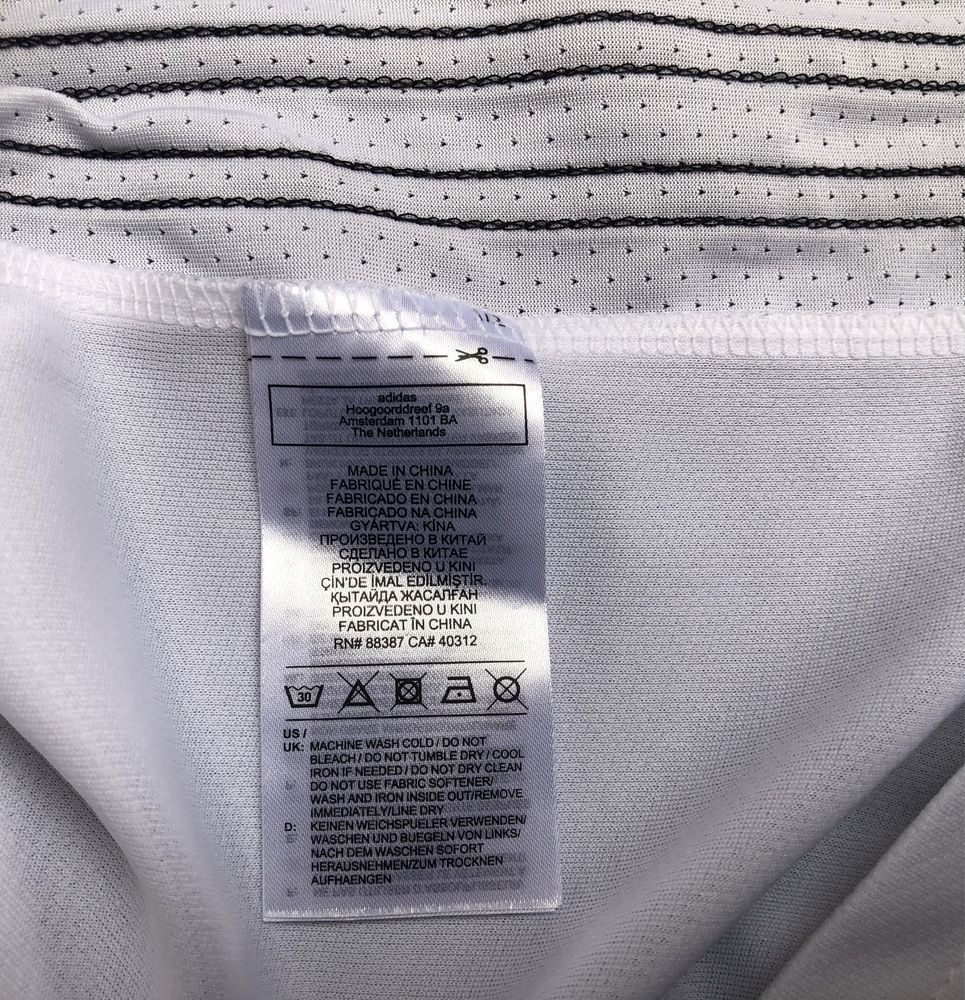 adidas
Hoogoorddreef 9a
Amsterdam 1101 BA
The Netherlands
MADE IN CHINA
FABRIQUÉ EN CHINE
FABRICADO EN CHINA
FABRICADO NA CHINA
GYÁRTVA: KÍNA
ПРОИЗВЕДЕНО В КИТАЙ
СДЕЛАНО В КИТАЕ
PROIZVEDENO U KINI
ÇİN'DE İMAL EDİLMİŞTİR.
ҚЫТАЙДА ЖАСАЛҒАН
PROIZVEDENO U KINI
FABRICAT ÎN CHINA
RN# 88387 CA# 40312
30
US /
UK: MACHINE WASH COLD / DO NOT
BLEACH / DO NOT TUMBLE DRY / COOL
IRON IF NEEDED / DO NOT DRY CLEAN
DO NOT USE FABRIC SOFTENER/
WASH AND IRON INSIDE OUT/REMOVE
IMMEDIATELY/LINE DRY
D: KEINEN WEICHSPUELER VERWENDEN/
WASCHEN UND BUEGELN VON LINKS/
NACH DEM WASCHEN SOFORT
HERAUSNEHMEN/ZUM TROCKNEN
AUFHAENGEN